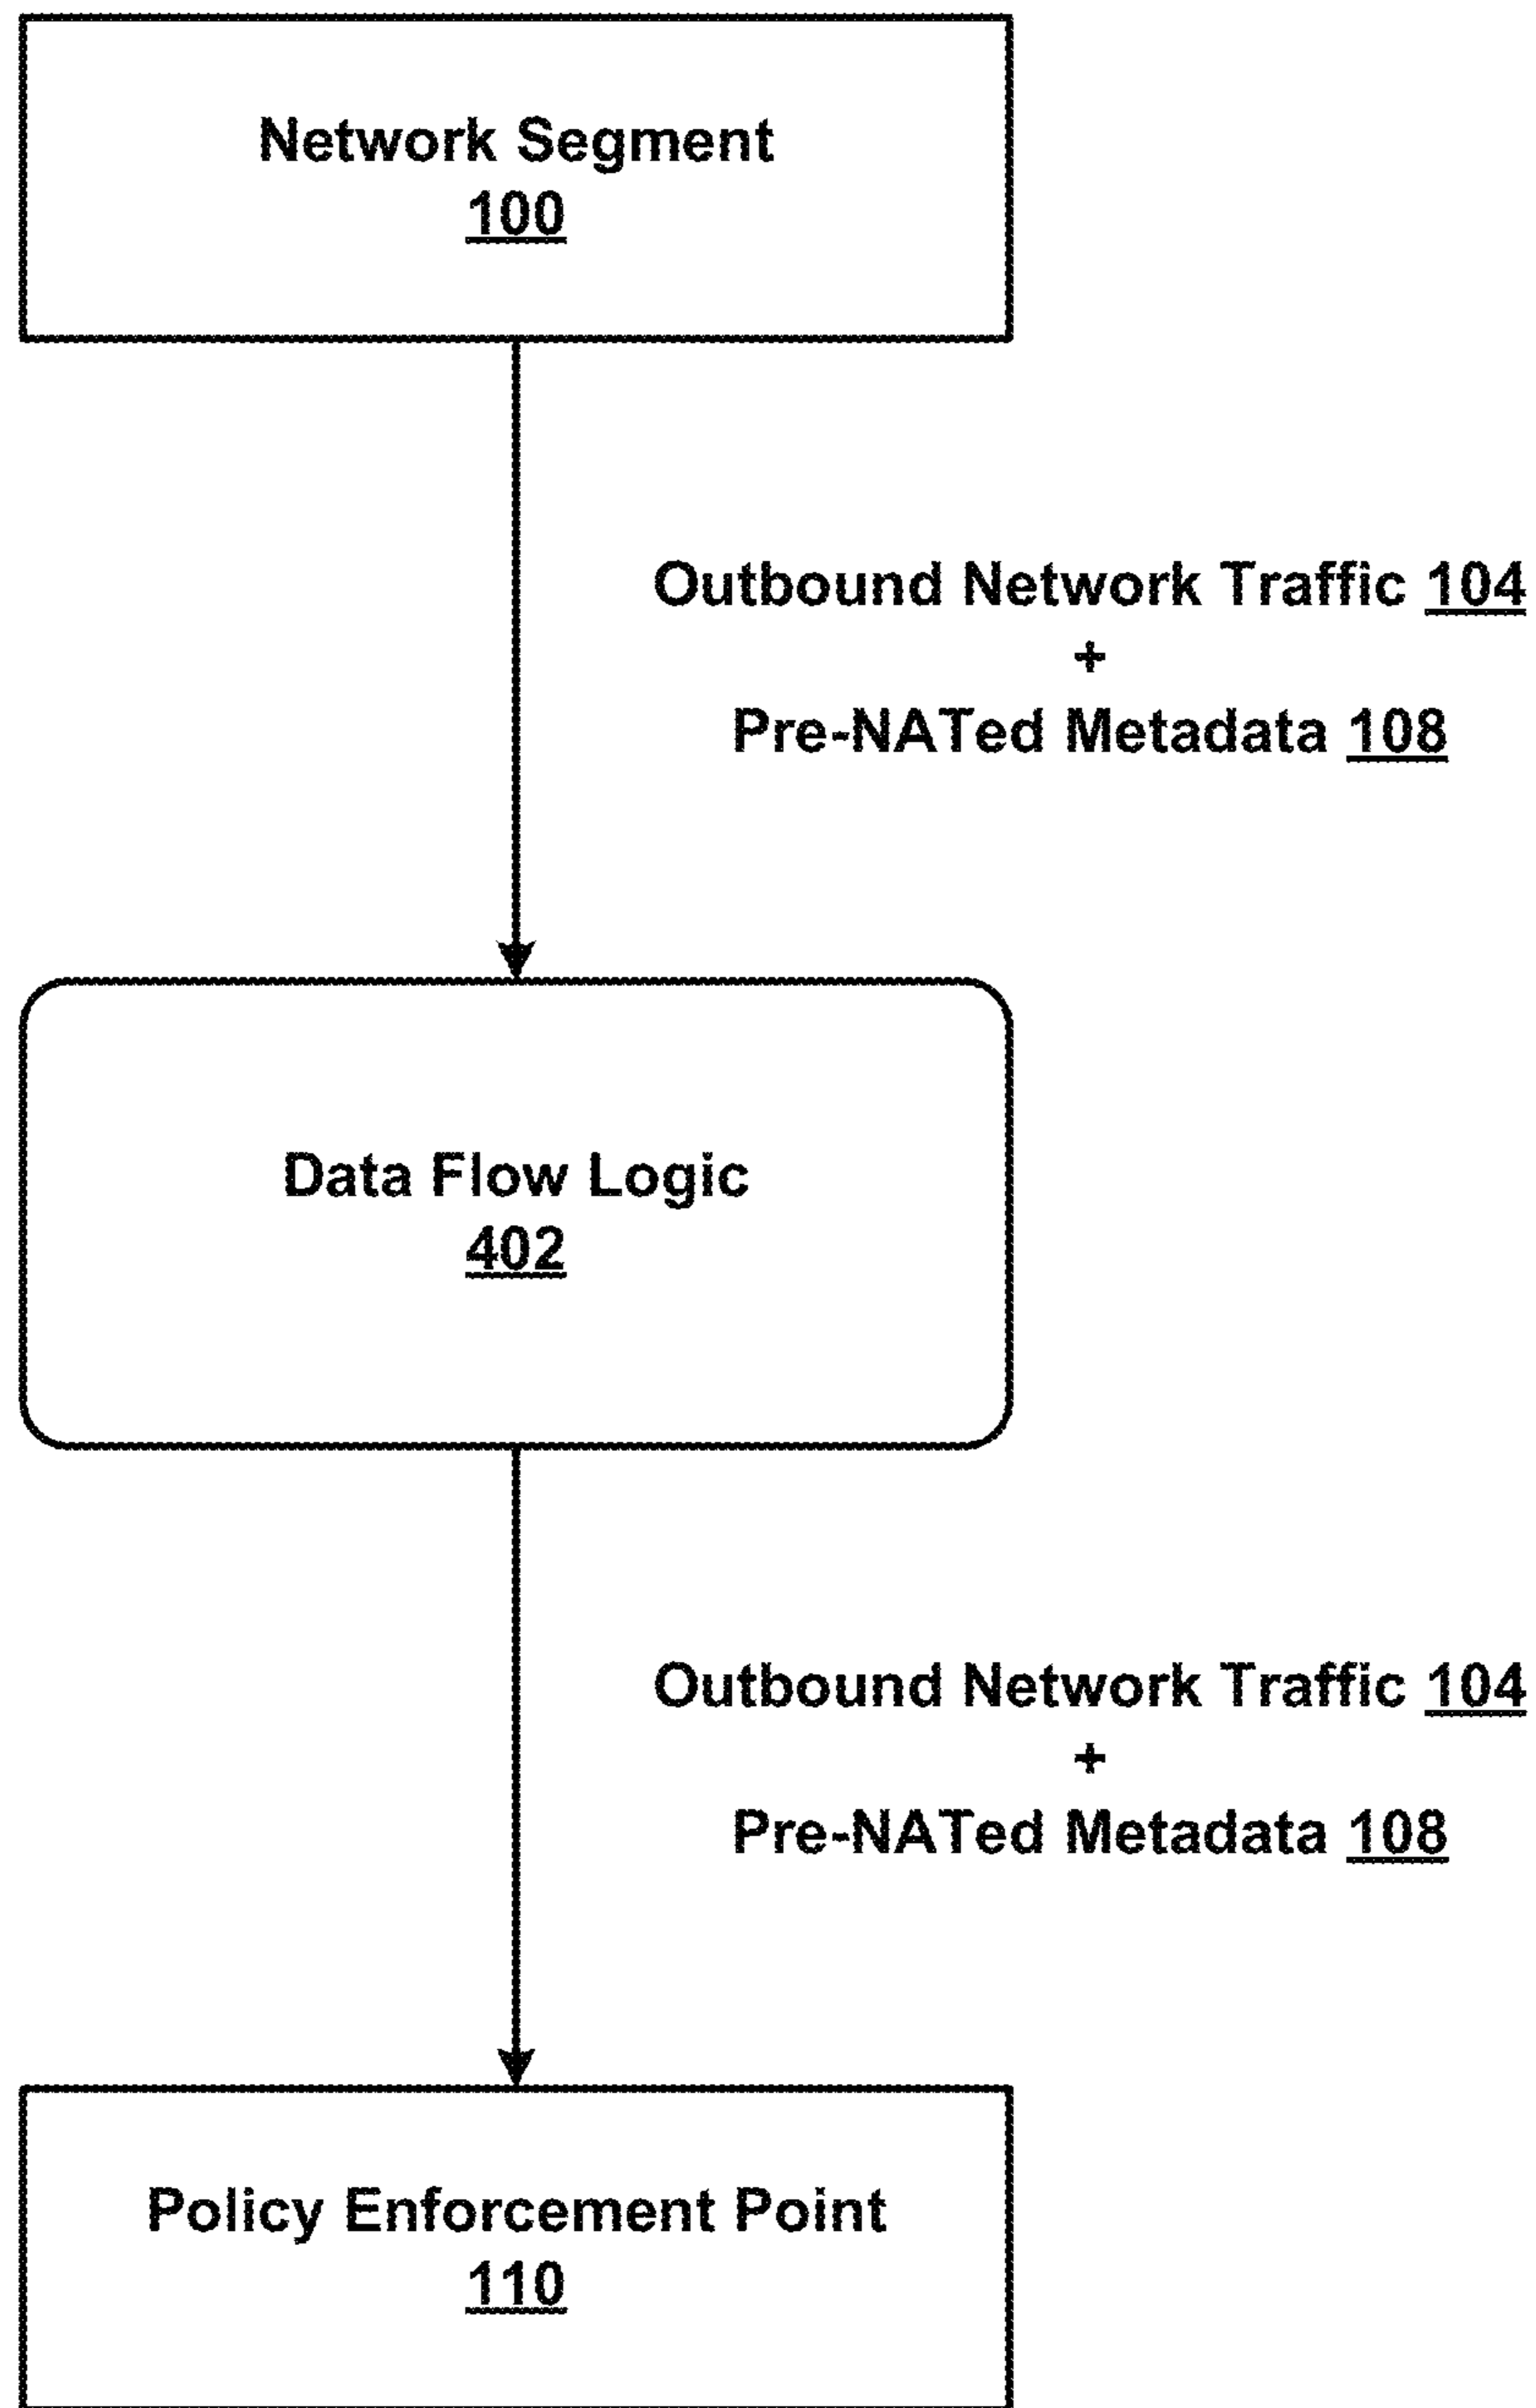 Network Segment
100
Outbound Network Traffic 104
+
Pre-NATed Metadata 108
Data Flow Logic
402
Outbound Network Traffic 104
+
Pre-NATed Metadata 108
Policy Enforcement Point
110